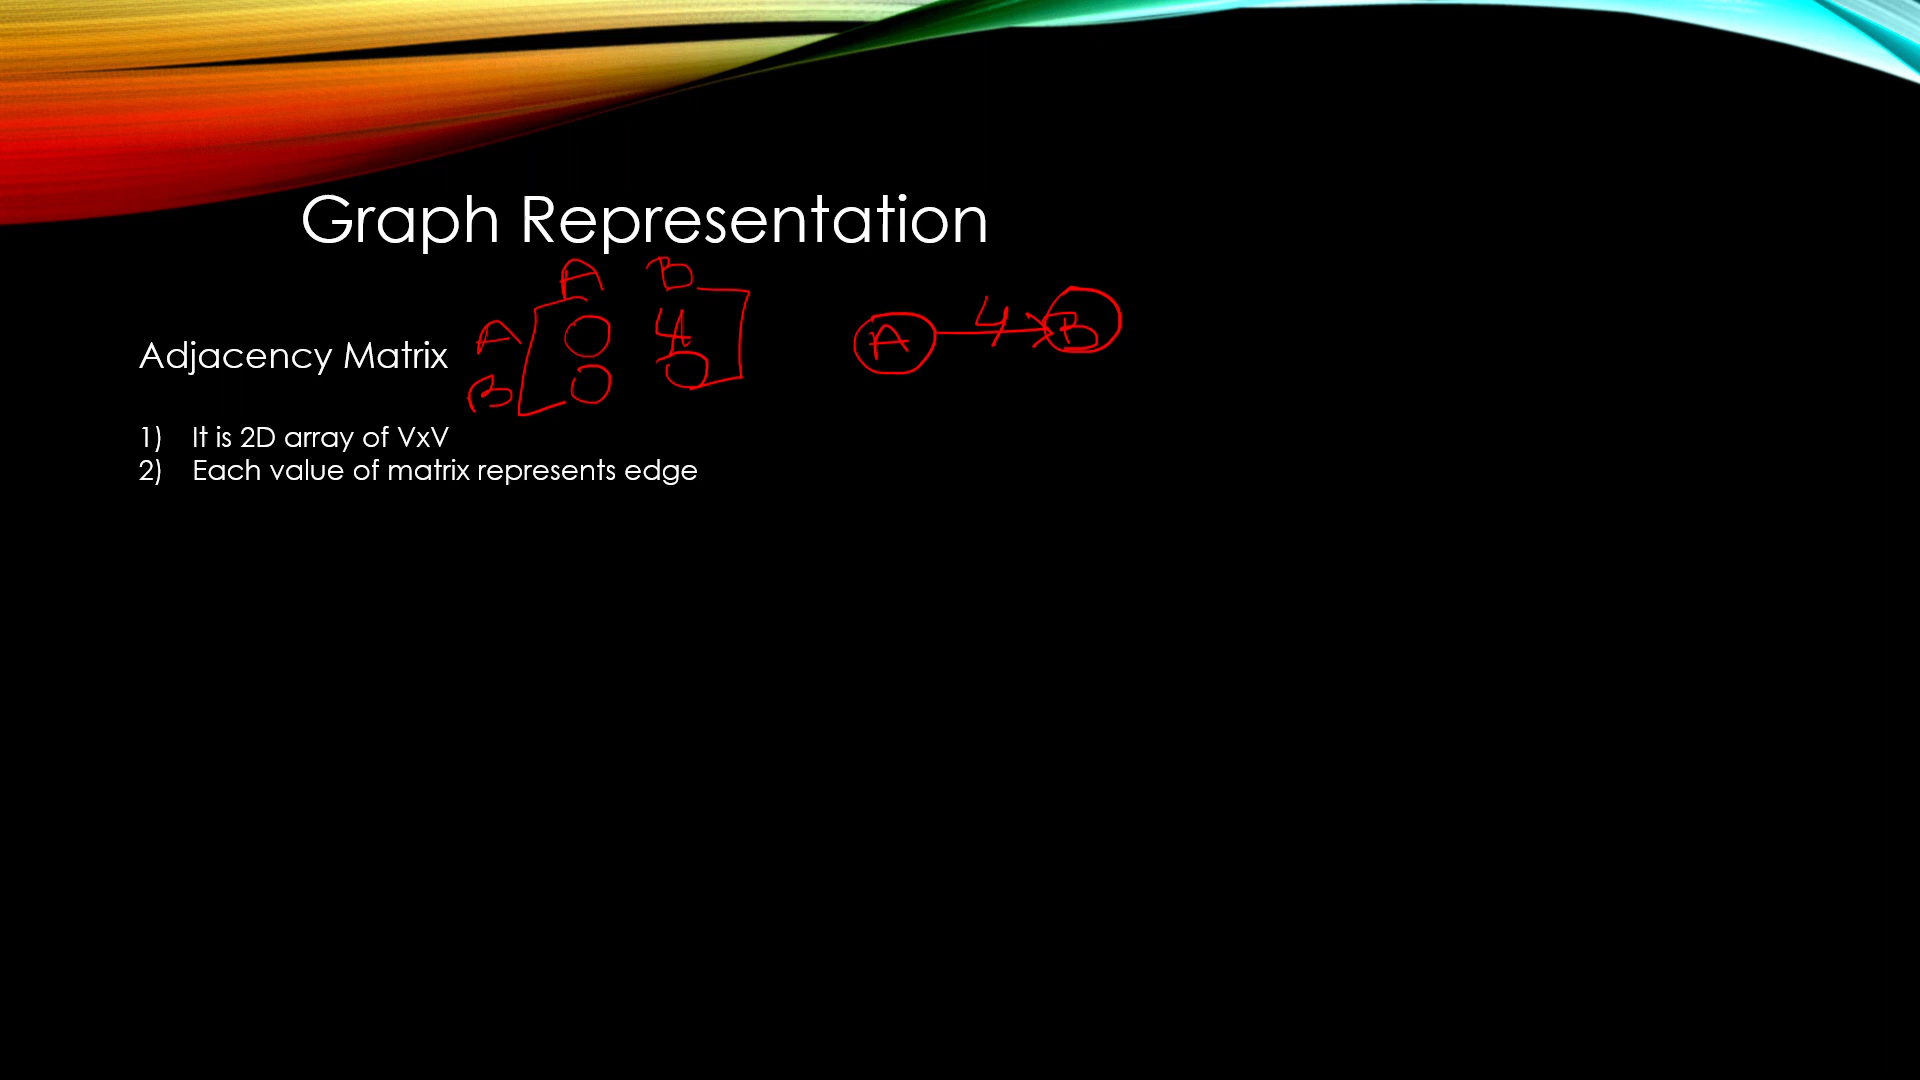 Graph Representation
A B
A 0 4
B 0 0
A 4 B
Adjacency Matrix
1) It is 2D array of VxV
2) Each value of matrix represents edge